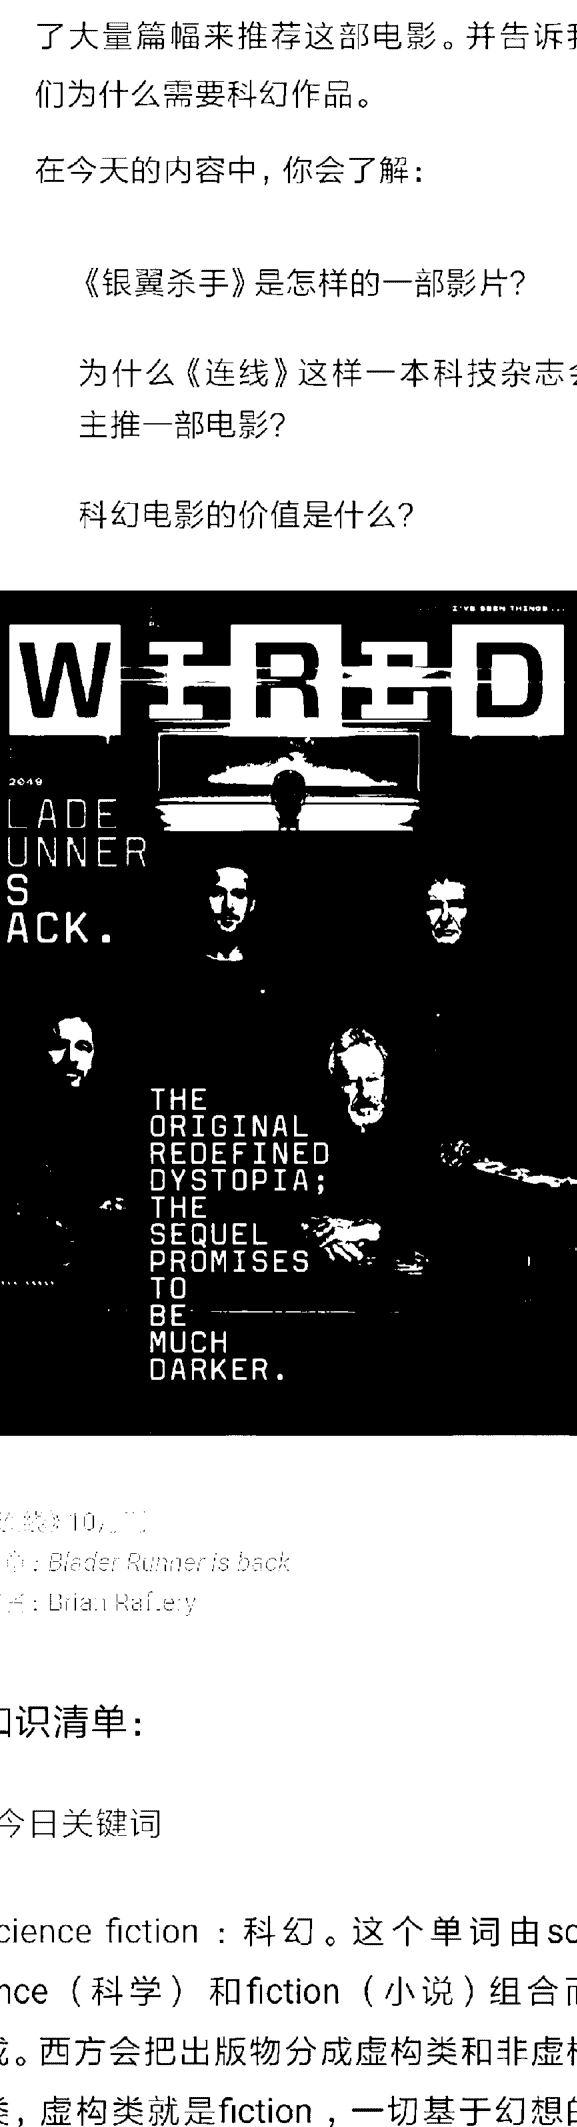 了大量篇幅来推荐这部电影。并告诉我
们为什么需要科幻作品。
在今天的内容中，你会了解：
《银翼杀手》是怎样的一部影片？
为什么《连线》这样一本科技杂志会
主推一部电影？
科幻电影的价值是什么？
I'VE SEEN THINGS...
WIRED
2049
LADE
UNNER
S
ACK.
THE
ORIGINAL
REDEFINED
DYSTOPIA;
THE
SEQUEL
PROMISES
TO
BE
MUCH
DARKER.
线》10月
: Blader Runner is back
: Brian Raftery
识清单：
今日关键词
cience fiction ：科幻。这个单词由sc
nce（科学）和fiction（小说）组合而
成。西方会把出版物分成虚构类和非虚构
类，虚构类就是fiction，一切基于幻想的